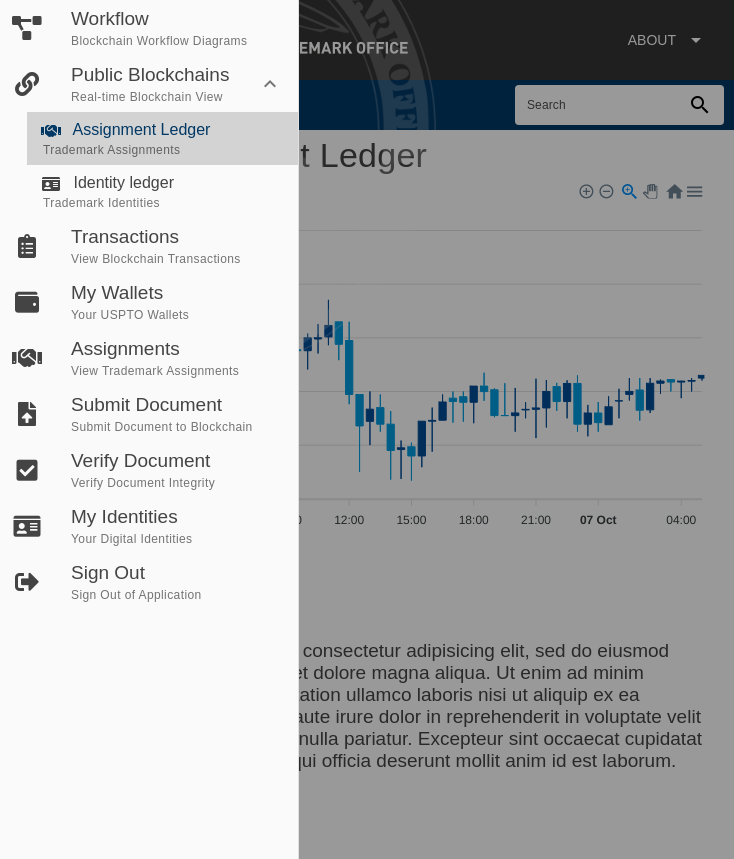 Workflow
Blockchain Workflow Diagrams
Public Blockchains
Real-time Blockchain View
Assignment Ledger
Trademark Assignments
Identity ledger
Trademark Identities
Transactions
View Blockchain Transactions
My Wallets
Your USPTO Wallets
Assignments
View Trademark Assignments
Submit Document
Submit Document to Blockchain
Verify Document
Verify Document Integrity
My Identities
Your Digital Identities
Sign Out
Sign Out of Application
EMARK OFFICE
ABOUT
Search
t Ledger
12:00 15:00 18:00 21:00 07 Oct 04:00
consectetur adipisicing elit, sed do eiusmod
et dolore magna aliqua. Ut enim ad minim
ation ullamco laboris nisi ut aliquip ex ea
aute irure dolor in reprehenderit in voluptate velit
nulla pariatur. Excepteur sint occaecat cupidatat
qui officia deserunt mollit anim id est laborum.